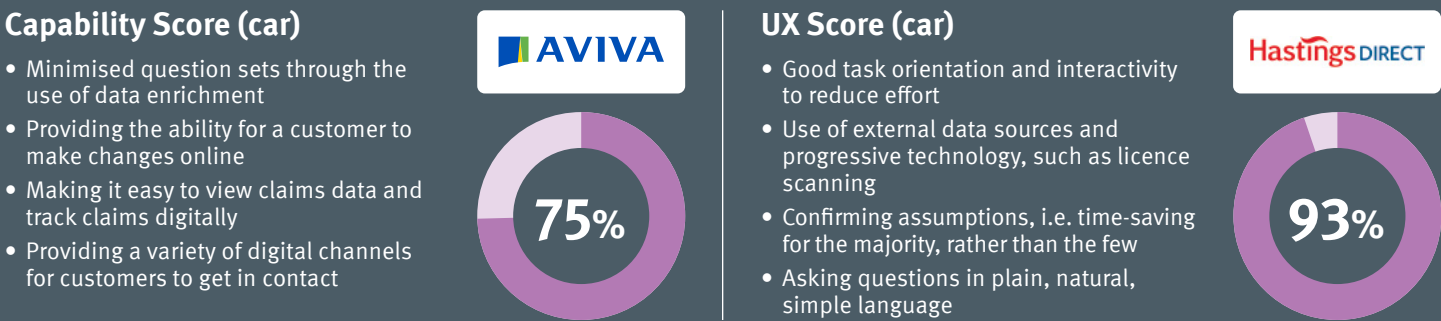 Capability Score (car)
• Minimised question sets through the
use of data enrichment
• Providing the ability for a customer to
make changes online
• Making it easy to view claims data and
track claims digitally
• Providing a variety of digital channels
for customers to get in contact
AVIVA
75%
UX Score (car)
• Good task orientation and interactivity
to reduce effort
• Use of external data sources and
progressive technology, such as licence
scanning
• Confirming assumptions, i.e. time-saving
for the majority, rather than the few
• Asking questions in plain, natural,
simple language
Hastings DIRECT
93%